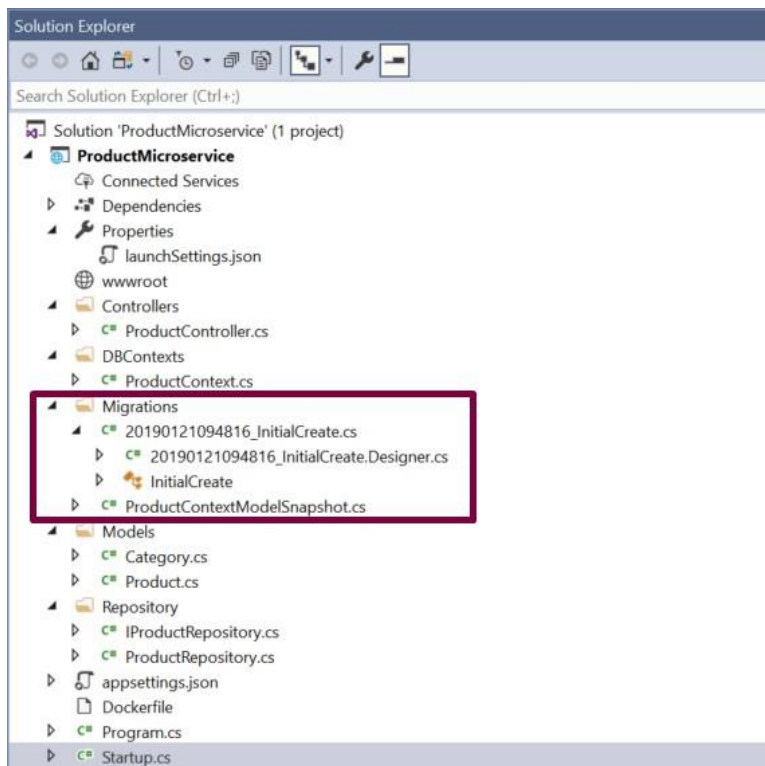 Solution Explorer
Search Solution Explorer (Ctrl+;)
Solution 'ProductMicroservice' (1 project)
ProductMicroservice
Connected Services
Dependencies
Properties
launchSettings.json
wwwroot
Controllers
C# ProductController.cs
DBContexts
C# ProductContext.cs
Migrations
C# 20190121094816_InitialCreate.cs
C# 20190121094816_InitialCreate.Designer.cs
InitialCreate
C# ProductContextModelSnapshot.cs
Models
C# Category.cs
C# Product.cs
Repository
C# IProductRepository.cs
C# ProductRepository.cs
appsettings.json
Dockerfile
C# Program.cs
C# Startup.cs